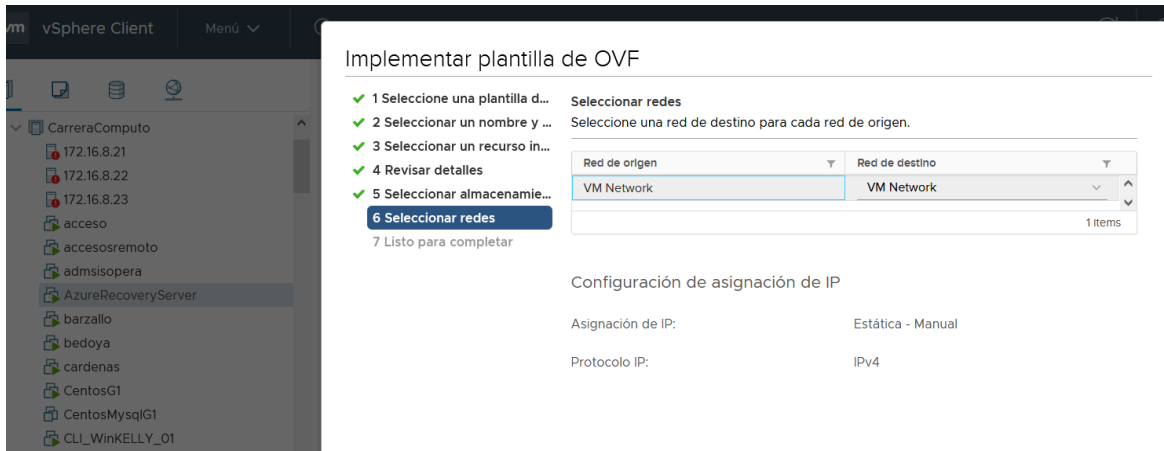 vm vSphere Client Menú
CarreraComputo
172.16.8.21
172.16.8.22
172.16.8.23
acceso
accesosremoto
admsisopera
AzureRecoveryServer
barzallo
bedoya
cardenas
CentosG1
CentosMysqlG1
CLI_WinKELLY_01
Implementar plantilla de OVF
1 Seleccione una plantilla d...
2 Seleccionar un nombre y ...
3 Seleccionar un recurso in...
4 Revisar detalles
5 Seleccionar almacenamie...
6 Seleccionar redes
7 Listo para completar
Seleccionar redes
Seleccione una red de destino para cada red de origen.
Red de origen Red de destino
VM Network VM Network
1 items
Configuración de asignación de IP
Asignación de IP: Estática - Manual
Protocolo IP: IPv4